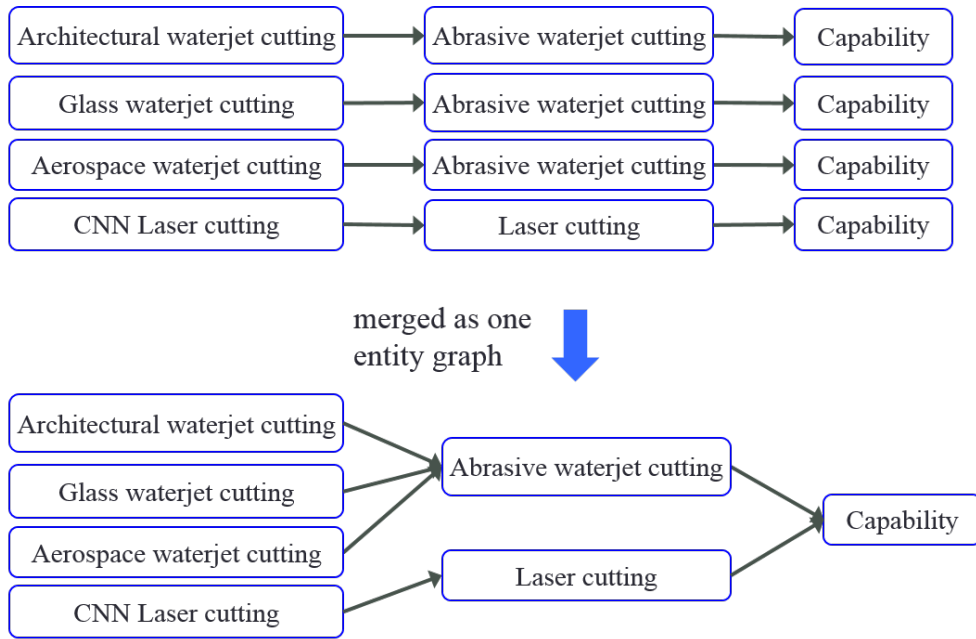 Architectural waterjet cutting Abrasive waterjet cutting Capability
Glass waterjet cutting Abrasive waterjet cutting Capability
Aerospace waterjet cutting Abrasive waterjet cutting Capability
CNN Laser cutting Laser cutting Capability
merged as one
entity graph
Architectural waterjet cutting
Abrasive waterjet cutting
Glass waterjet cutting
Capability
Aerospace waterjet cutting
Laser cutting
CNN Laser cutting